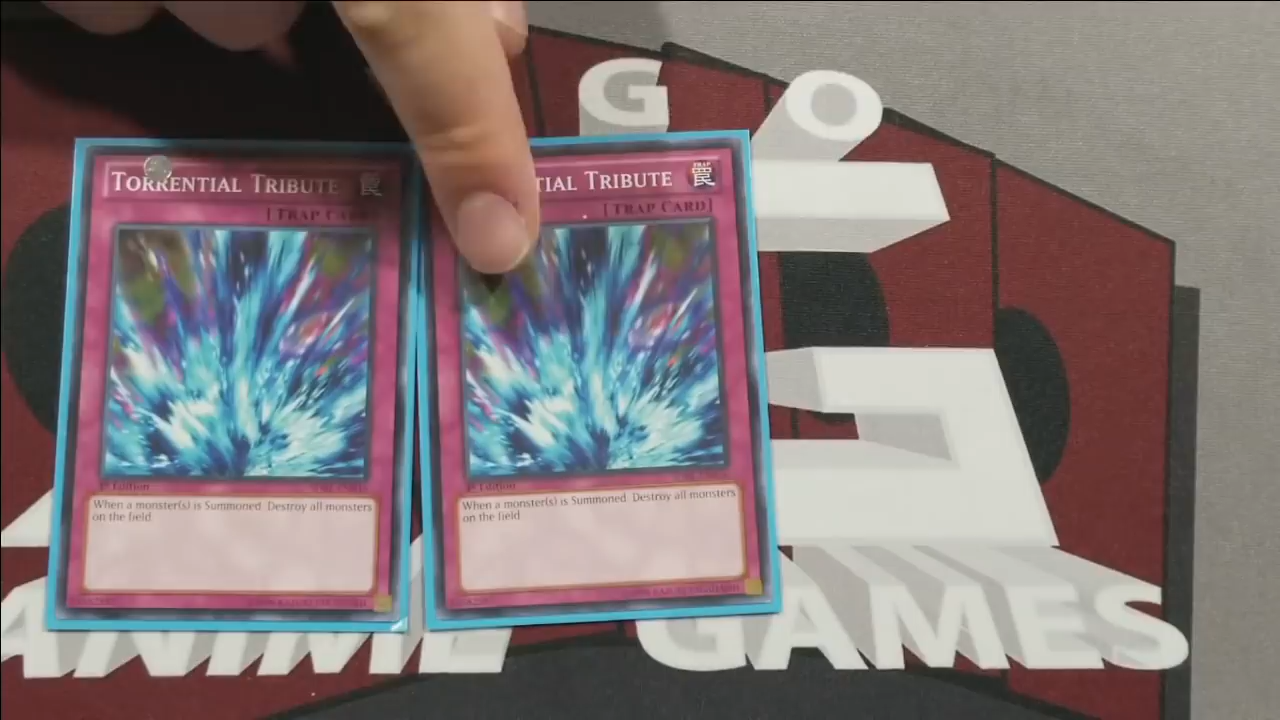 G O
TORRENTIAL TRIBUTE 罠
[TRAP CARD
1st Edition
When a monster(s) is Summoned: Destroy all monsters
on the field.
TIAL TRIBUTE TRAP 罠
[TRAP CARD]
1st Edition
When a monster(s) is Summoned: Destroy all monsters
on the field.
ANIME GAMES